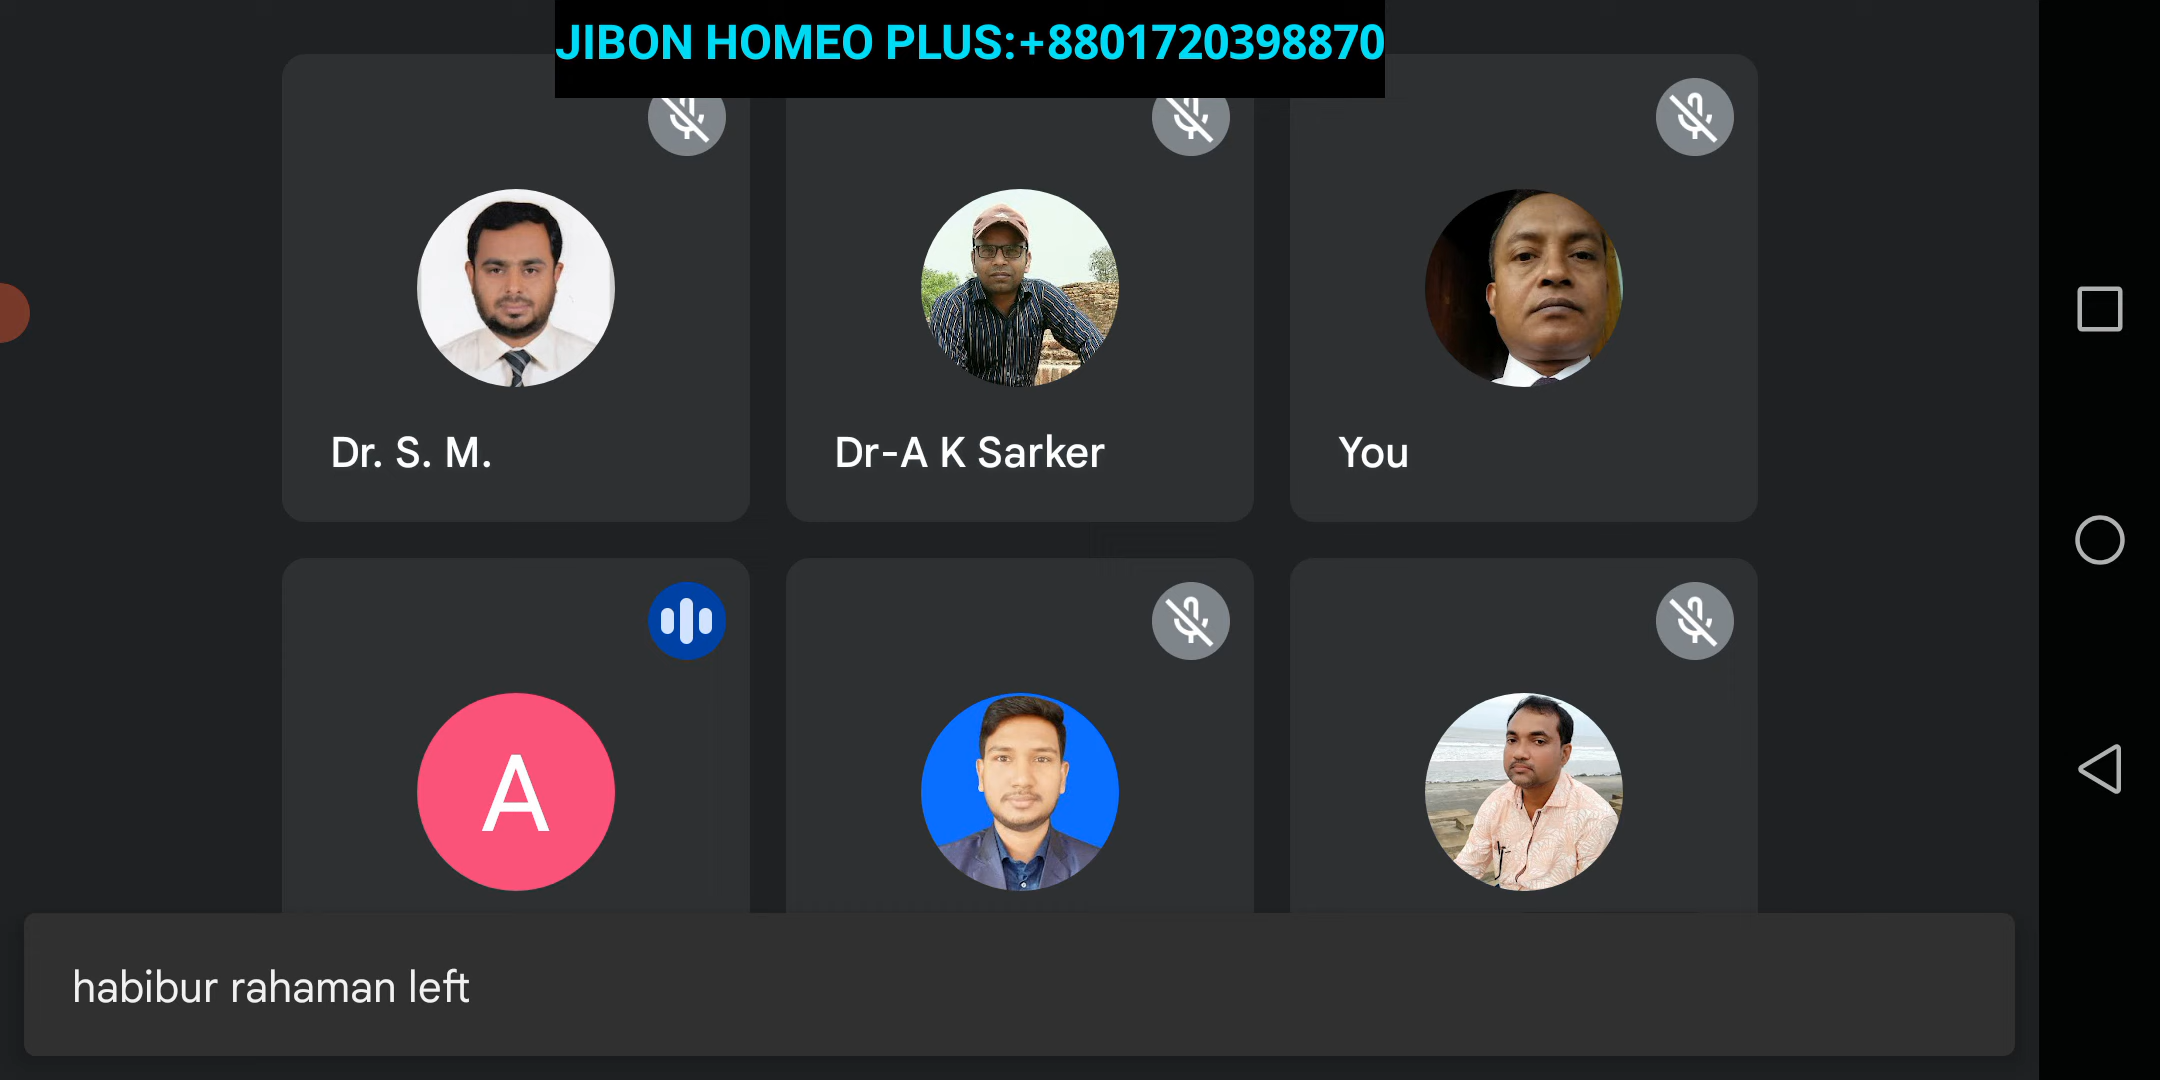 JIBON HOMEO PLUS:+8801720398870
Dr. S. M.
Dr-A K Sarker
You
A
habibur rahaman left